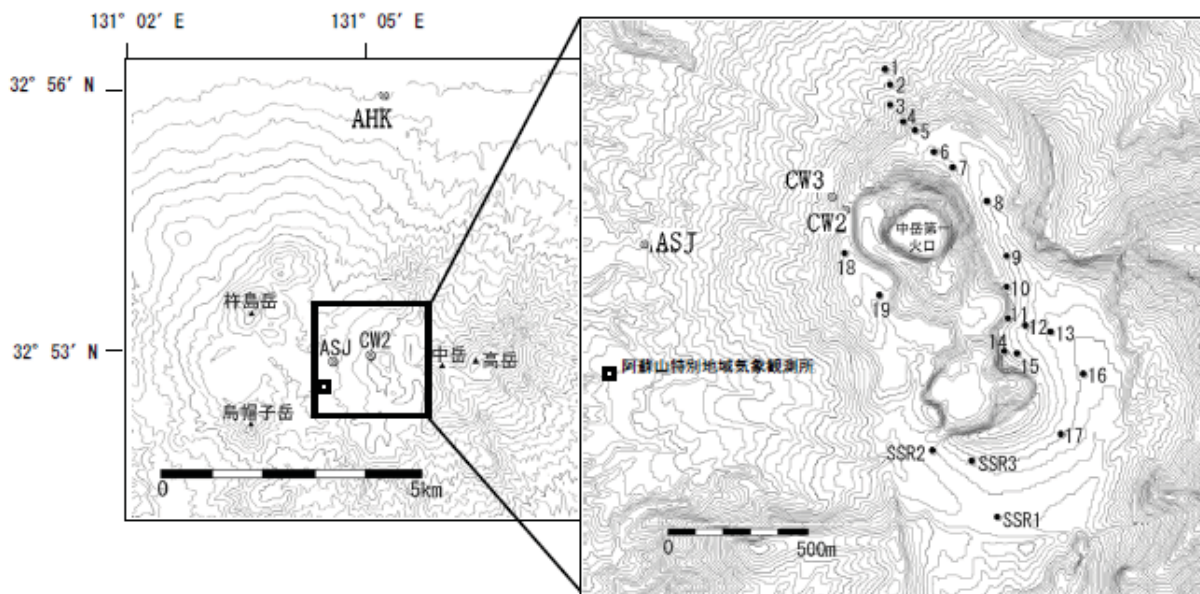 131° 02′ E
131° 05′ E
32° 56′ N
AHK
杵島岳
32° 53′ N
ASJ
CW2
中岳
高岳
烏帽子岳
0
5km
1
2
3
4
5
6
7
CW3
8
CW2
中岳第一
火口
ASJ
18
9
19
10
11
12
13
14
15
阿蘇山特別地域気象観測所
16
17
SSR2
SSR3
SSR1
0
500m